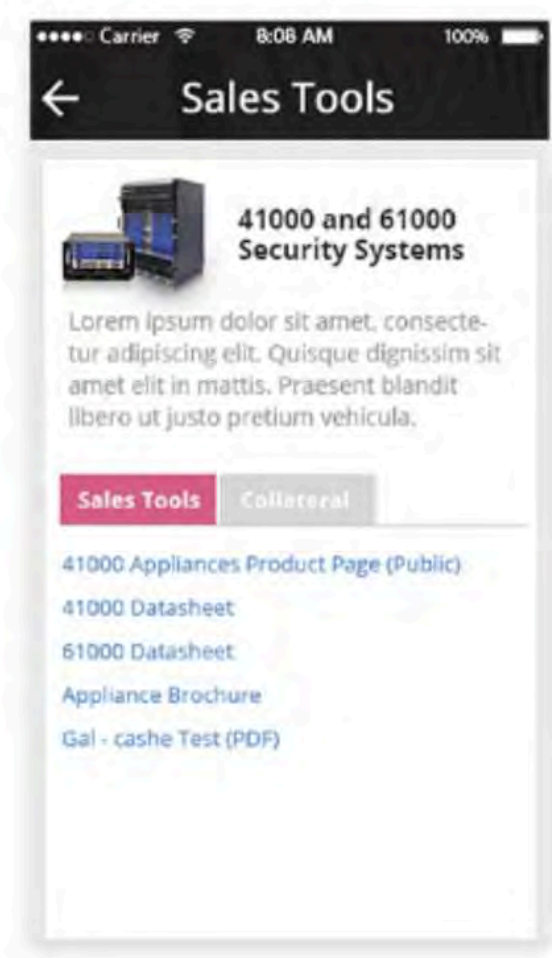 Carrier 8:08 AM 100%
Sales Tools
41000 and 61000
Security Systems
Lorem ipsum dolor sit amet, consecte-
tur adipiscing elit. Quisque dignissim sit
amet elit in mattis. Praesent blandit
libero ut justo pretium vehicula.
Sales Tools Collateral
41000 Appliances Product Page (Public)
41000 Datasheet
61000 Datasheet
Appliance Brochure
Gal - cashe Test (PDF)